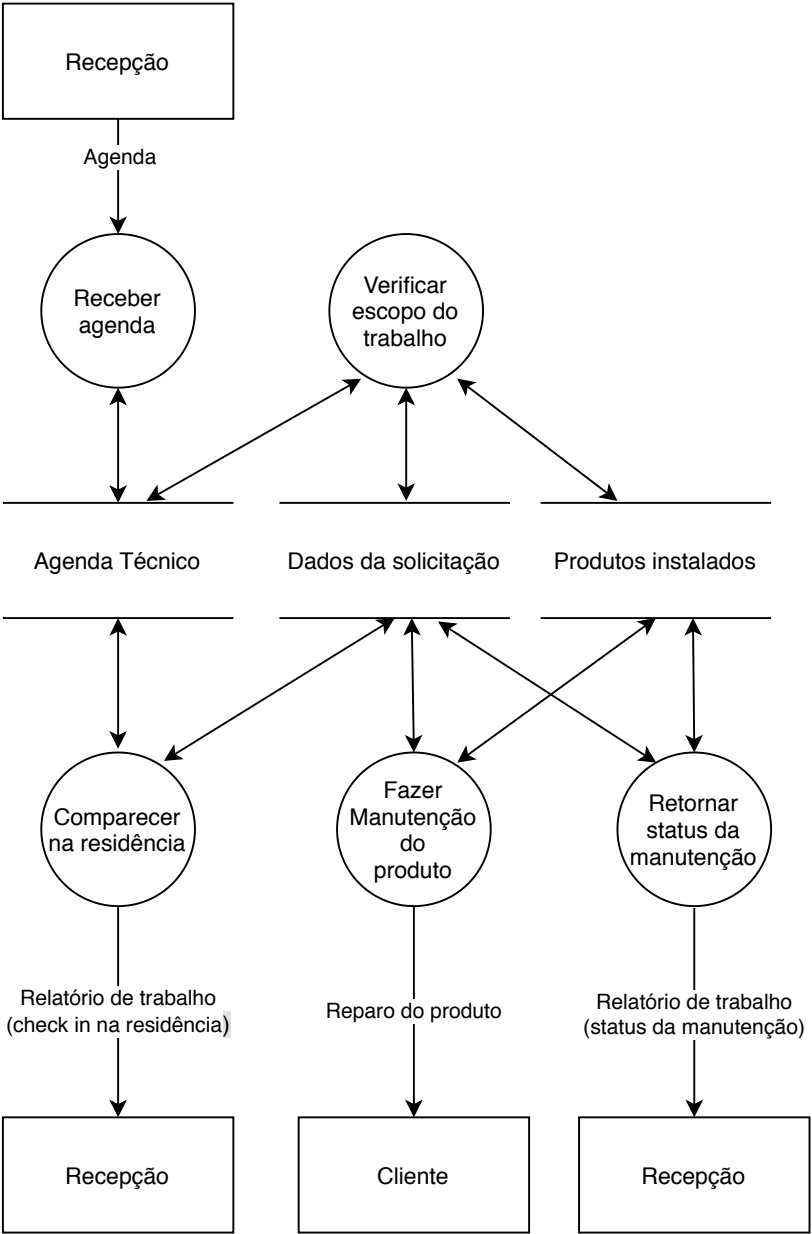 Recepção
Agenda
Receber
agenda
Verificar
escopo do
trabalho
Agenda Técnico
Dados da solicitação
Produtos instalados
Comparecer
na residência
Fazer
Manutenção
do
produto
Retornar
status da
manutenção
Relatório de trabalho
(check in na residência)
Reparo do produto
Relatório de trabalho
(status da manutenção)
Recepção
Cliente
Recepção